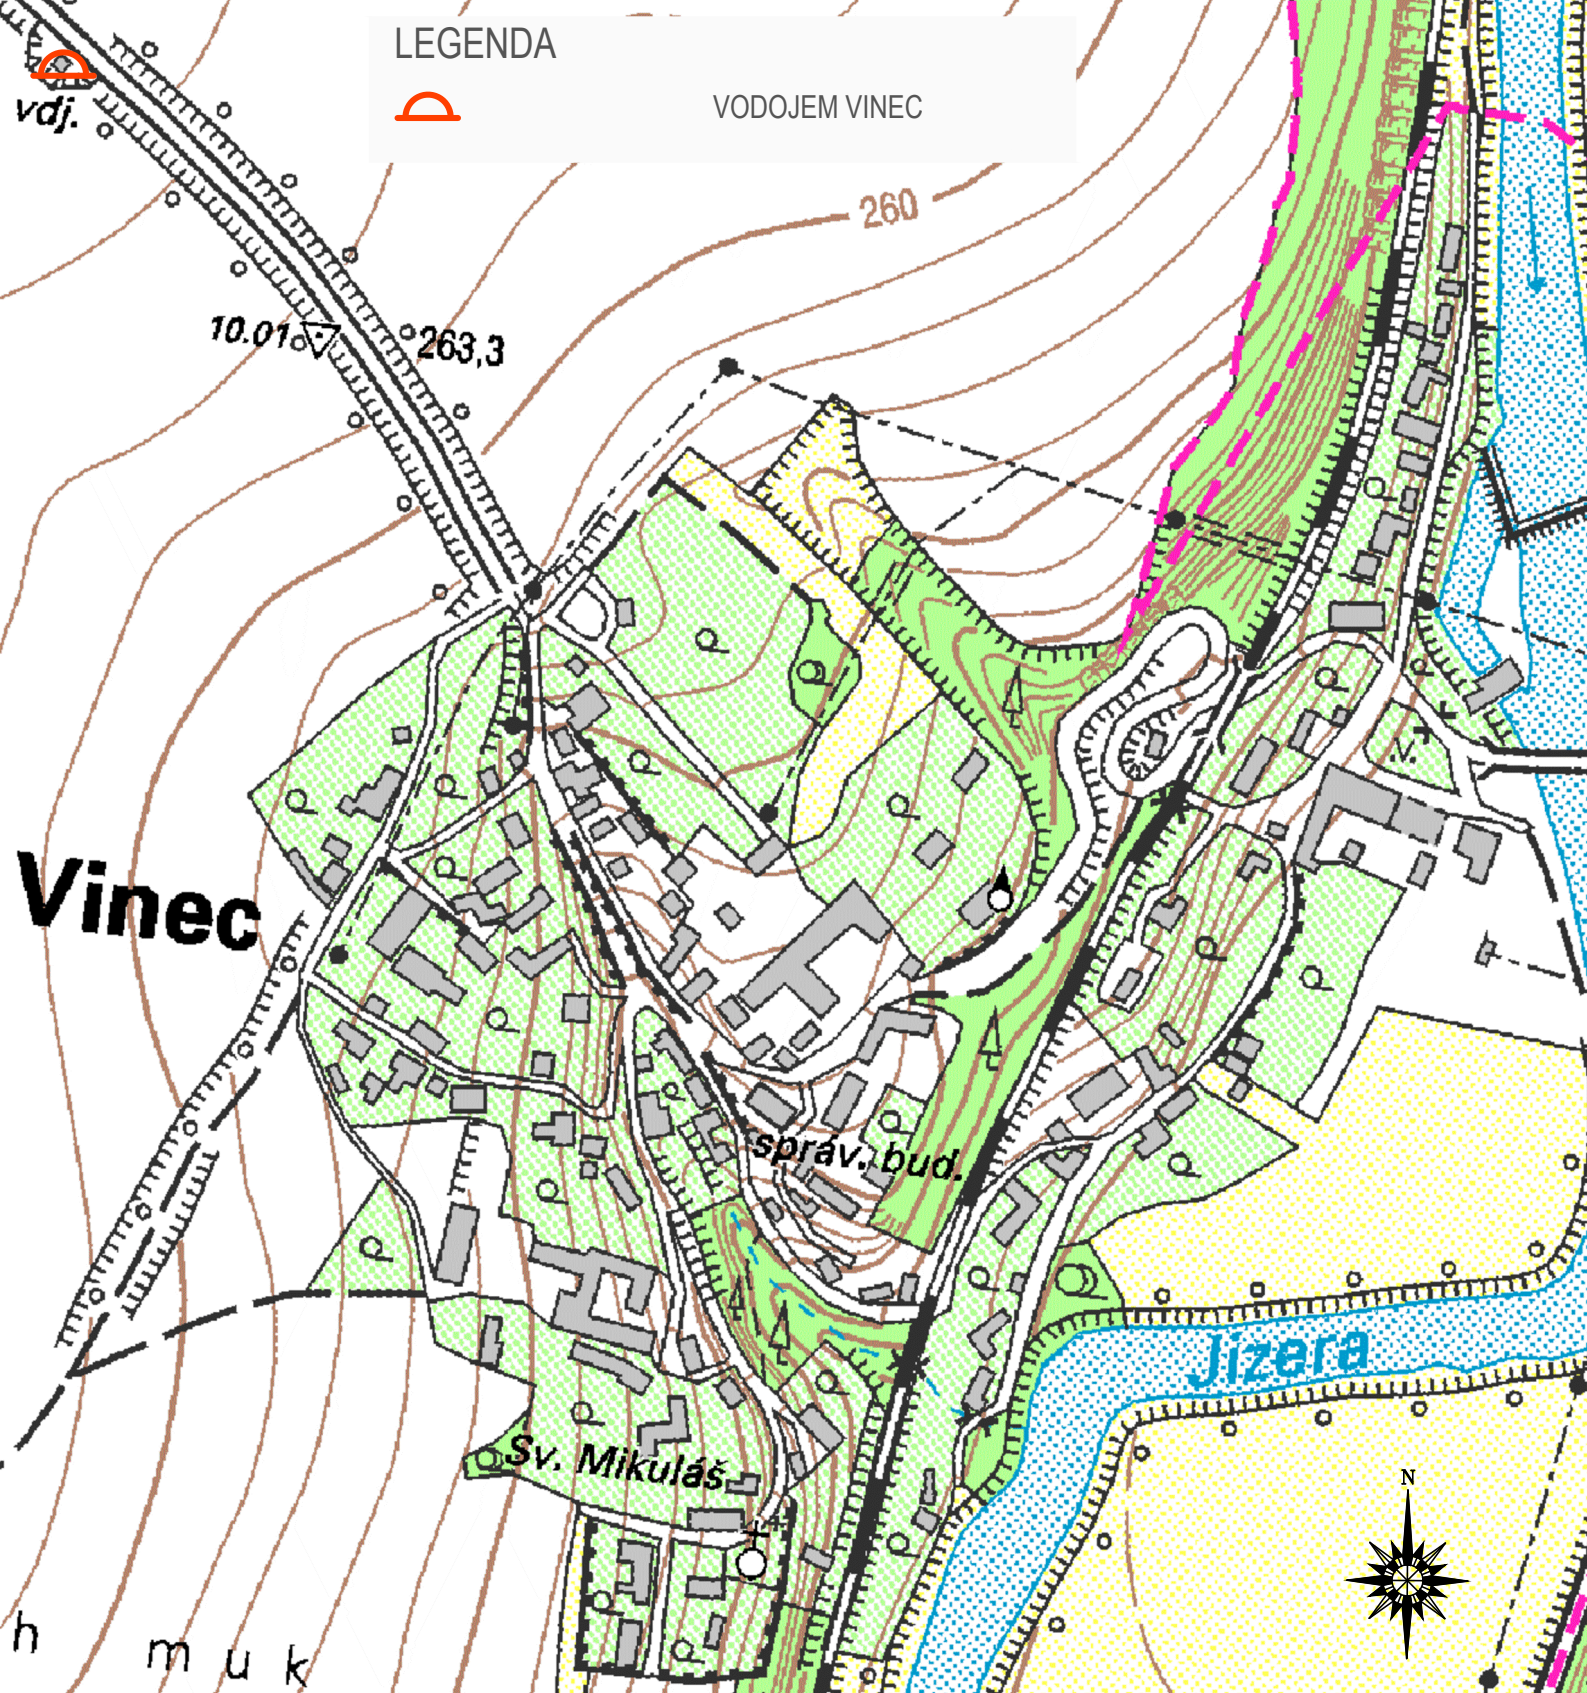 LEGENDA
VODOJEM VINEC
vdj.
260
10.01
263,3
Vinec
správ. bud.
Jizera
Sv. Mikuláš
N
h m u k